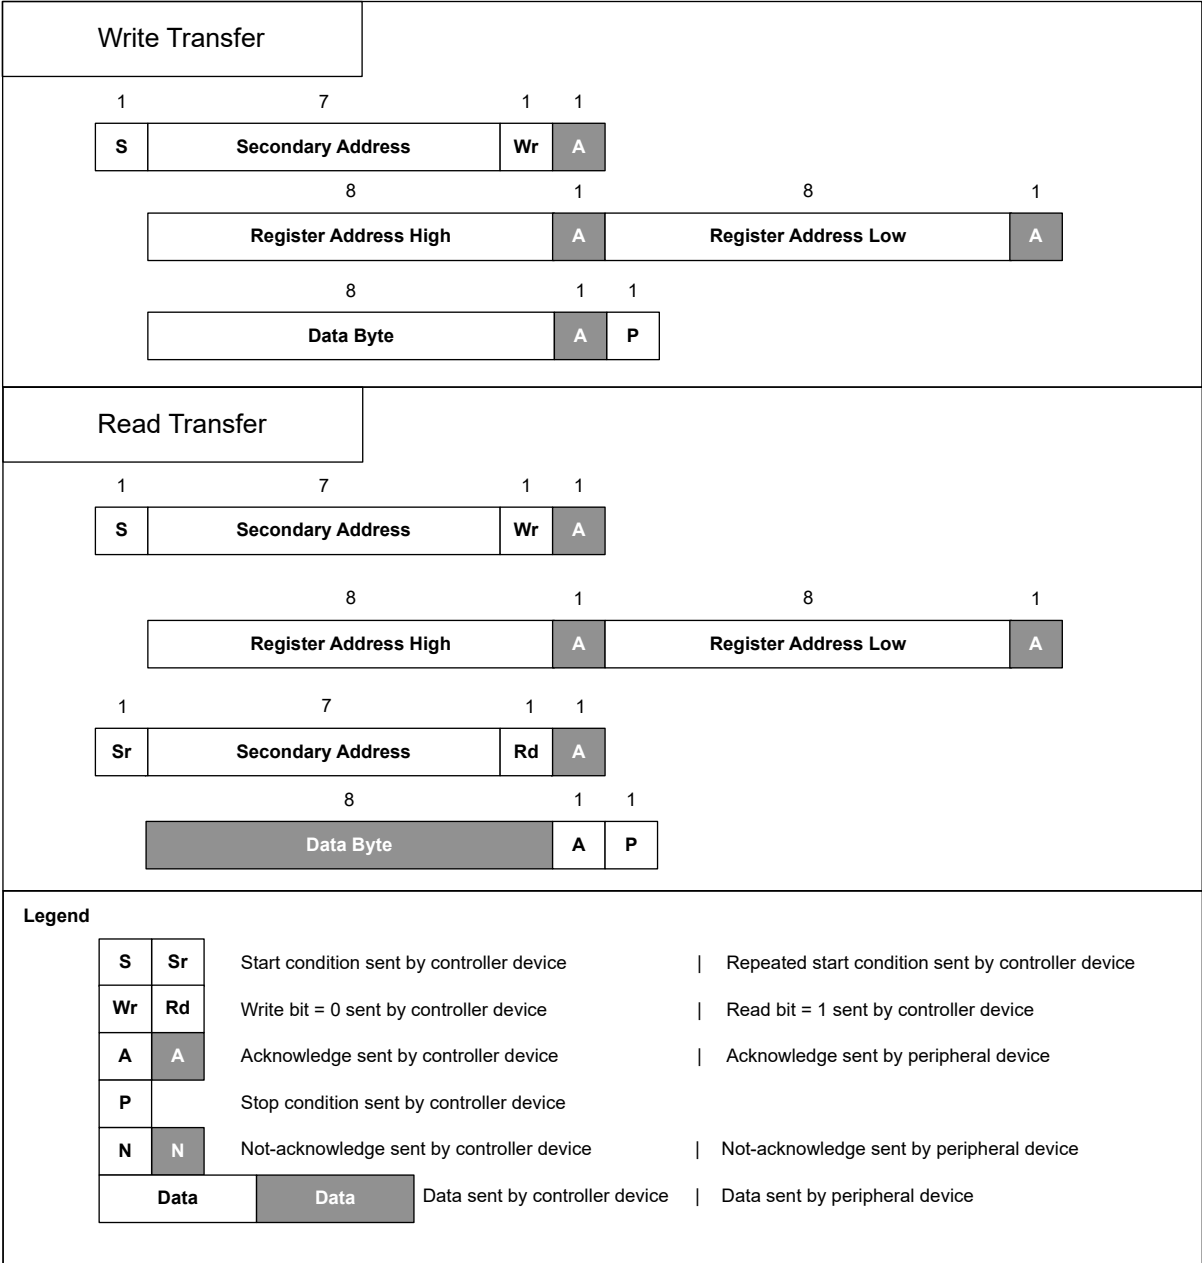 Write Transfer
1 7 1 1
S Secondary Address Wr A
8 1 8 1
Register Address High A Register Address Low A
8 1 1
Data Byte A P
Read Transfer
1 7 1 1
S Secondary Address Wr A
8 1 8 1
Register Address High A Register Address Low A
1 7 1 1
Sr Secondary Address Rd A
8 1 1
Data Byte A P
Legend
S Sr Start condition sent by controller device | Repeated start condition sent by controller device
Wr Rd Write bit = 0 sent by controller device | Read bit = 1 sent by controller device
A A Acknowledge sent by controller device | Acknowledge sent by peripheral device
P Stop condition sent by controller device
N N Not-acknowledge sent by controller device | Not-acknowledge sent by peripheral device
Data Data Data sent by controller device | Data sent by peripheral device